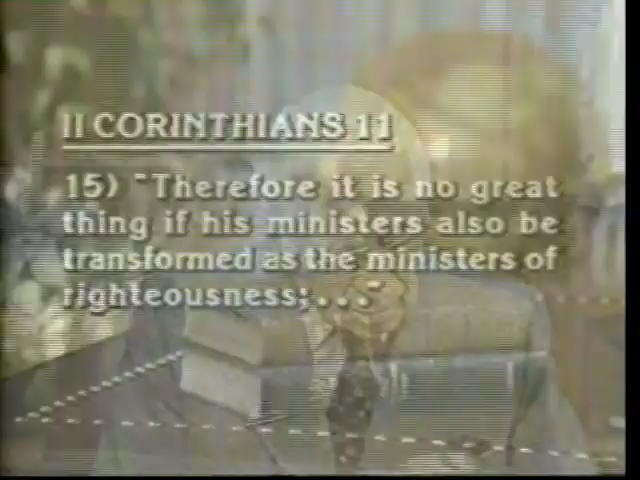 II CORINTHIANS 11
15) "Therefore it is no great
thing if his ministers also be
transformed as the ministers of
righteousness; . . ."